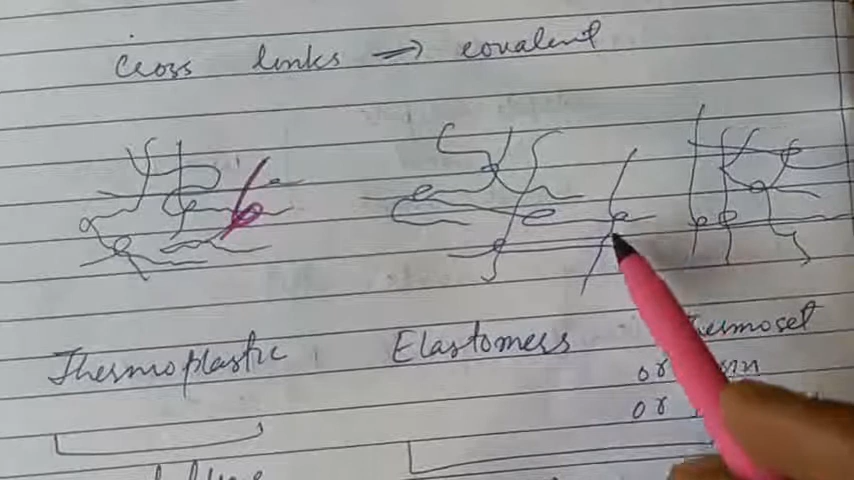 Cross links → covalent
Thermoplastic Elastomers Thermoset
or
or